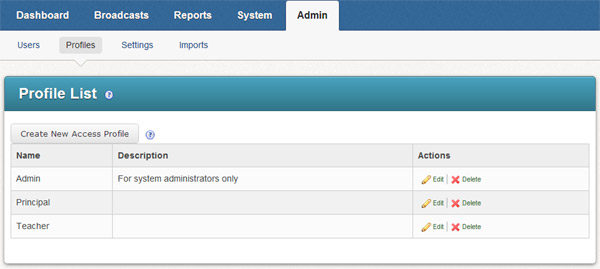 Dashboard Broadcasts Reports System Admin
Users Profiles Settings Imports
Profile List ?
Create New Access Profile ?
Name Description Actions
Admin For system administrators only Edit Delete
Principal Edit Delete
Teacher Edit Delete